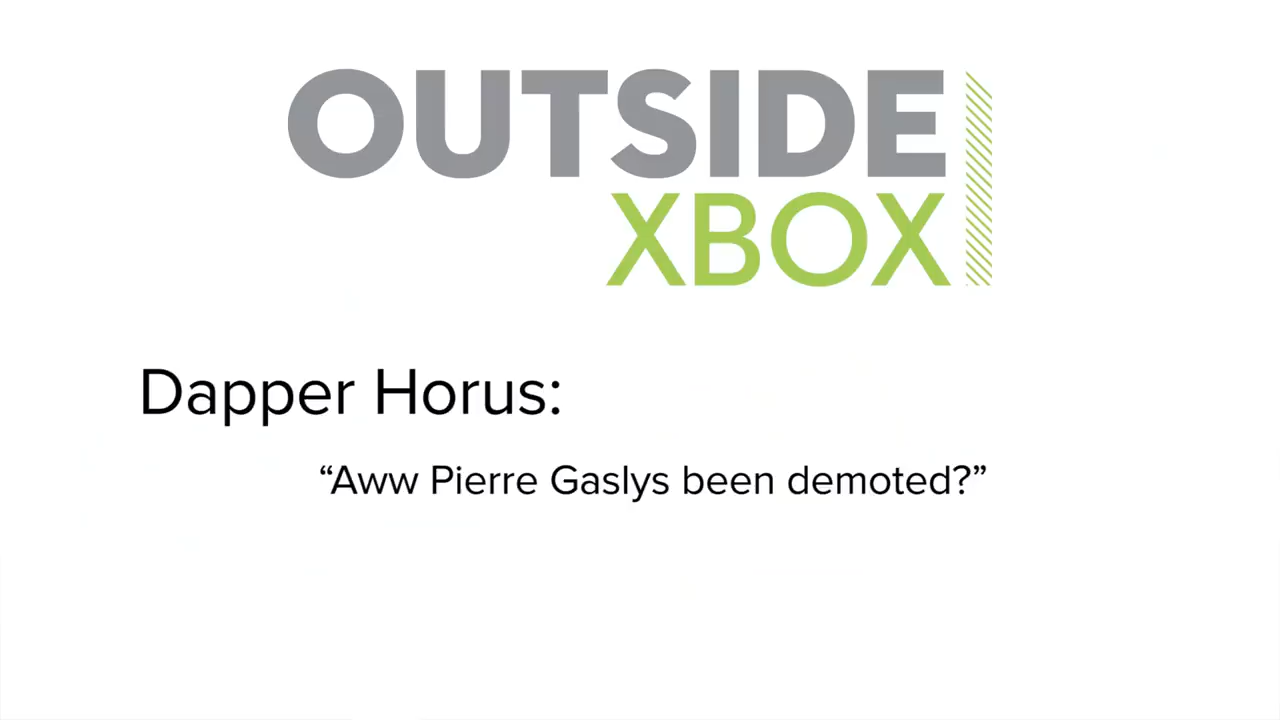 OUTSIDE
XBOX
Dapper Horus:
“Aww Pierre Gaslys been demoted?”